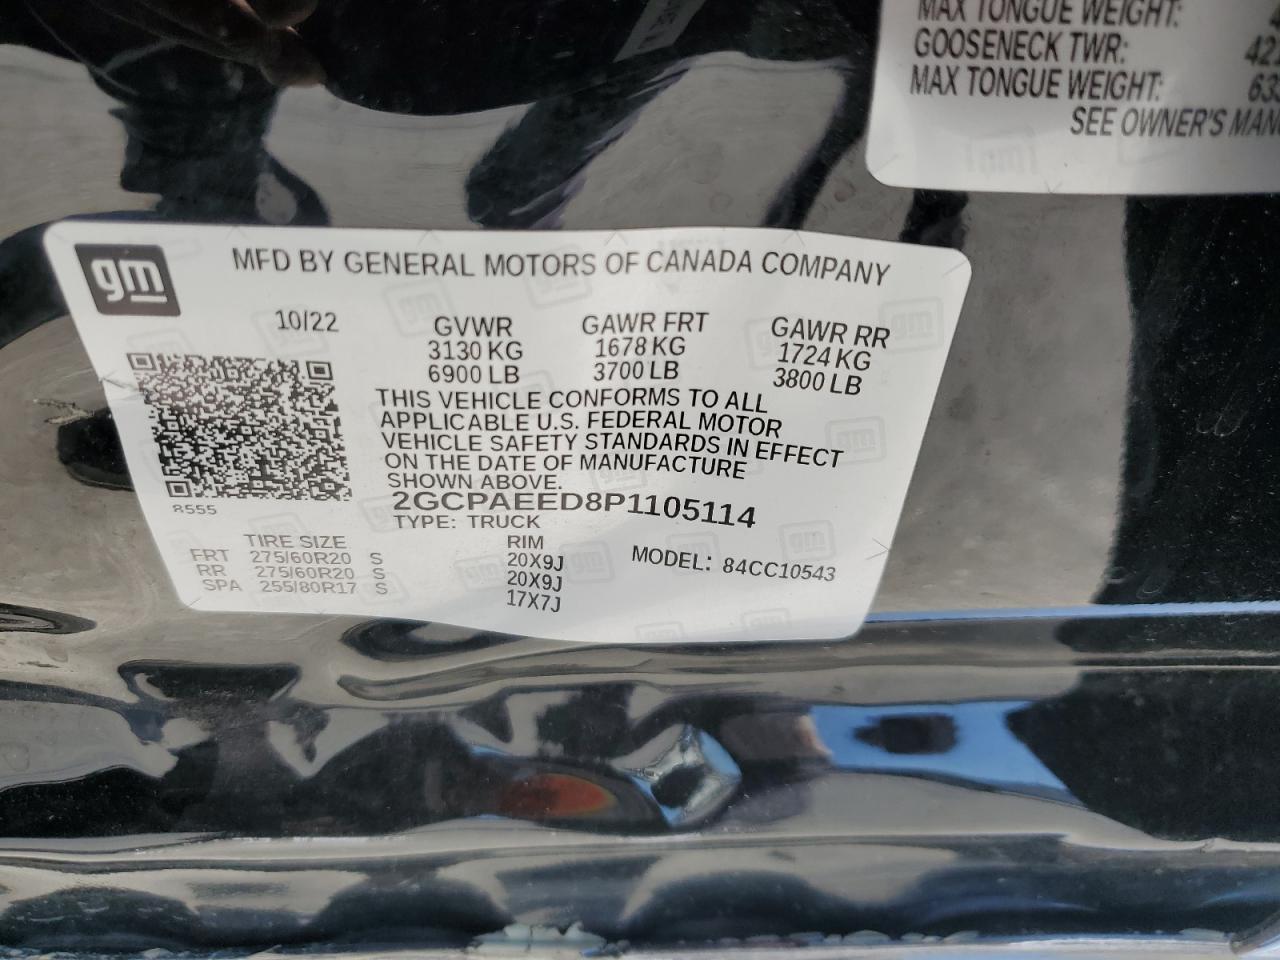 MAX TONGUE WEIGHT:
GOOSENECK TWR:
MAX TONGUE WEIGHT:
SEE OWNER'S
gm
MFD BY GENERAL MOTORS OF CANADA COMPANY
10/22 GVWR GAWR FRT GAWR RR
3130 KG 1678 KG 1724 KG
6900 LB 3700 LB 3800 LB
THIS VEHICLE CONFORMS TO ALL
APPLICABLE U.S. FEDERAL MOTOR
VEHICLE SAFETY STANDARDS IN EFFECT
ON THE DATE OF MANUFACTURE
SHOWN ABOVE.
8555
2GCPAEED8P1105114
TYPE: TRUCK
TIRE SIZE RIM MODEL: 84CC10543
FRT 275/60R20 S 20X9J
RR 275/60R20 S 20X9J
SPA 255/80R17 S 17X7J